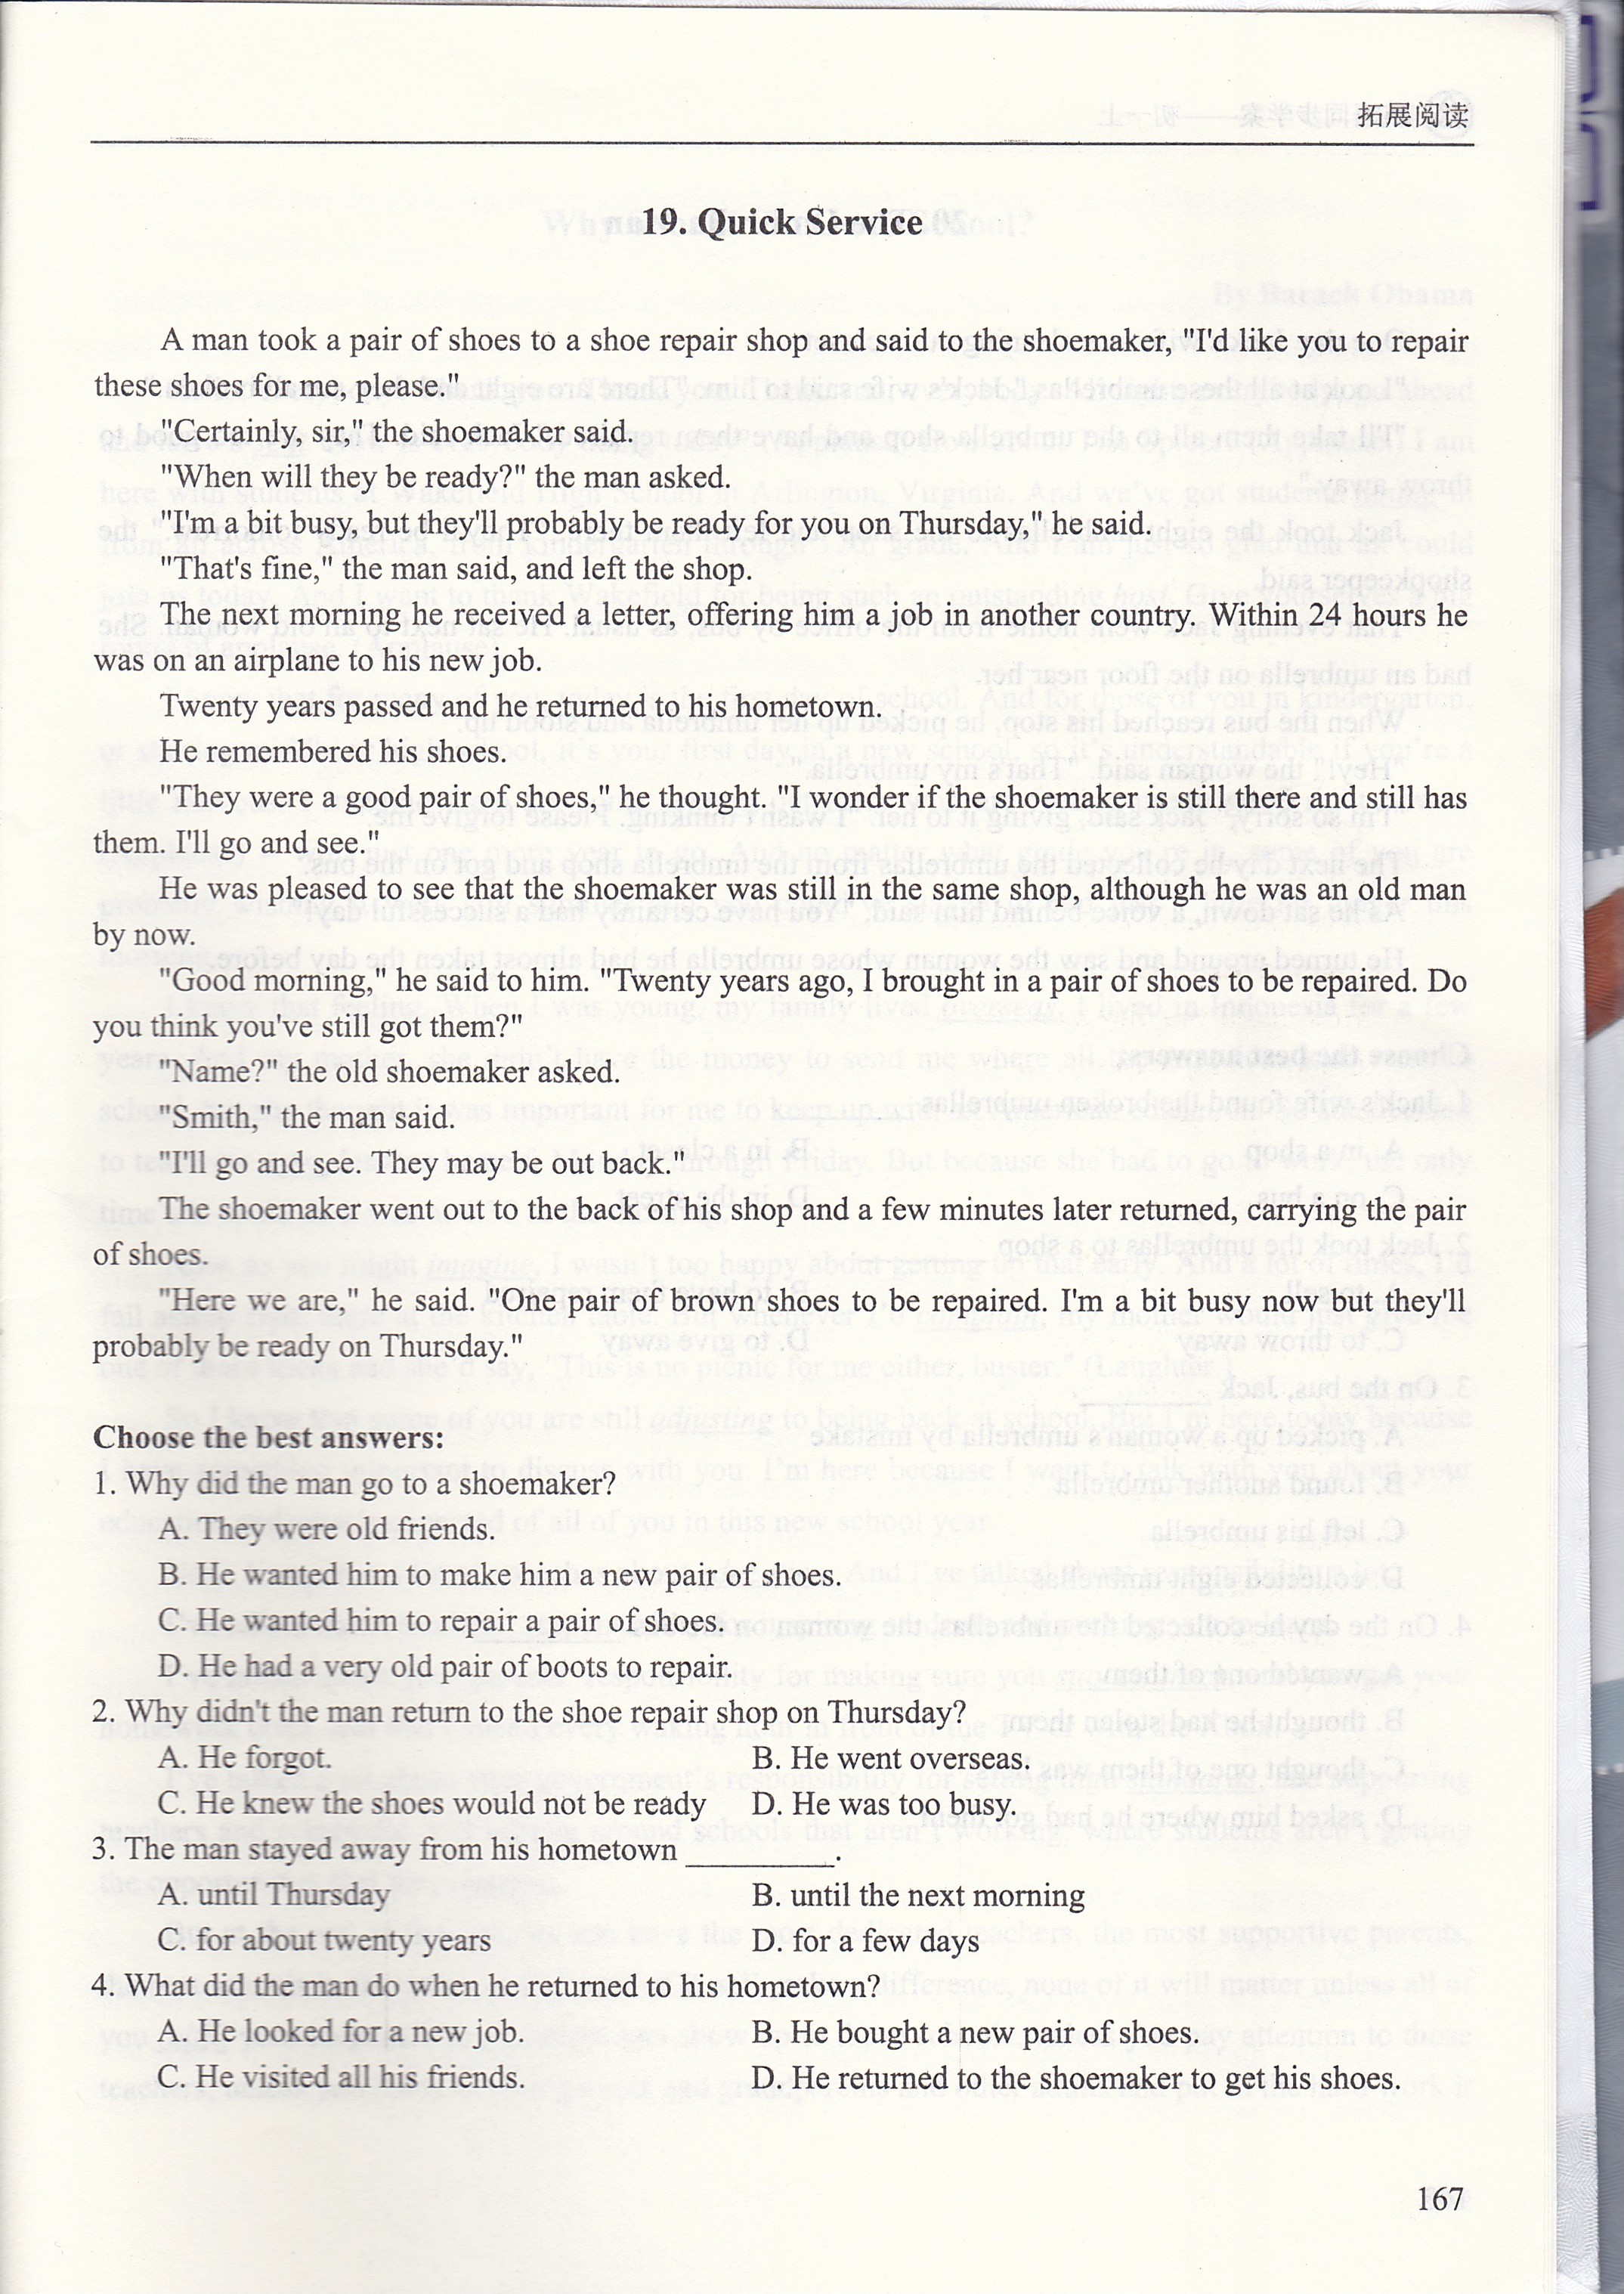 拓展阅读
19. Quick Service
A man took a pair of shoes to a shoe repair shop and said to the shoemaker, "I'd like you to repair
these shoes for me, please."
"Certainly, sir," the shoemaker said.
"When will they be ready?" the man asked.
"I'm a bit busy, but they'll probably be ready for you on Thursday," he said.
"That's fine," the man said, and left the shop.
The next morning he received a letter, offering him a job in another country. Within 24 hours he
was on an airplane to his new job.
Twenty years passed and he returned to his hometown.
He remembered his shoes.
"They were a good pair of shoes," he thought. "I wonder if the shoemaker is still there and still has
them. I'll go and see."
He was pleased to see that the shoemaker was still in the same shop, although he was an old man
by now.
"Good morning," he said to him. "Twenty years ago, I brought in a pair of shoes to be repaired. Do
you think you've still got them?"
"Name?" the old shoemaker asked.
"Smith," the man said.
"I'll go and see. They may be out back."
The shoemaker went out to the back of his shop and a few minutes later returned, carrying the pair
of shoes.
"Here we are," he said. "One pair of brown shoes to be repaired. I'm a bit busy now but they'll
probably be ready on Thursday."
Choose the best answers:
1. Why did the man go to a shoemaker?
A. They were old friends.
B. He wanted him to make him a new pair of shoes.
C. He wanted him to repair a pair of shoes.
D. He had a very old pair of boots to repair.
2. Why didn't the man return to the shoe repair shop on Thursday?
A. He forgot. B. He went overseas.
C. He knew the shoes would not be ready D. He was too busy.
3. The man stayed away from his hometown __________.
A. until Thursday B. until the next morning
C. for about twenty years D. for a few days
4. What did the man do when he returned to his hometown?
A. He looked for a new job. B. He bought a new pair of shoes.
C. He visited all his friends. D. He returned to the shoemaker to get his shoes.
167